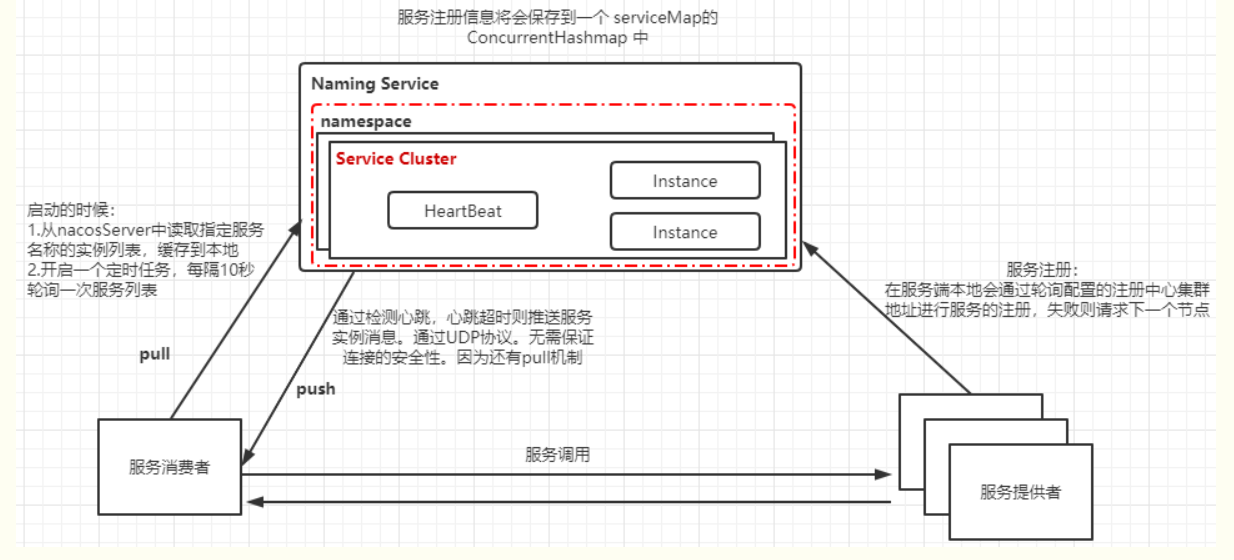 服务注册信息将会保存到一个 serviceMap的
ConcurrentHashmap 中
Naming Service
namespace
Service Cluster
HeartBeat
Instance
Instance
启动的时候：
1.从nacosServer中读取指定服务
名称的实例列表，缓存到本地
2.开启一个定时任务，每隔10秒
轮询一次服务列表
pull
通过检测心跳，心跳超时则推送服务
实例消息。通过UDP协议。无需保证
连接的安全性。因为还有pull机制
push
服务注册：
在服务端本地会通过轮询配置的注册中心集群
地址进行服务的注册，失败则请求下一个节点
服务消费者
服务调用
服务提供者